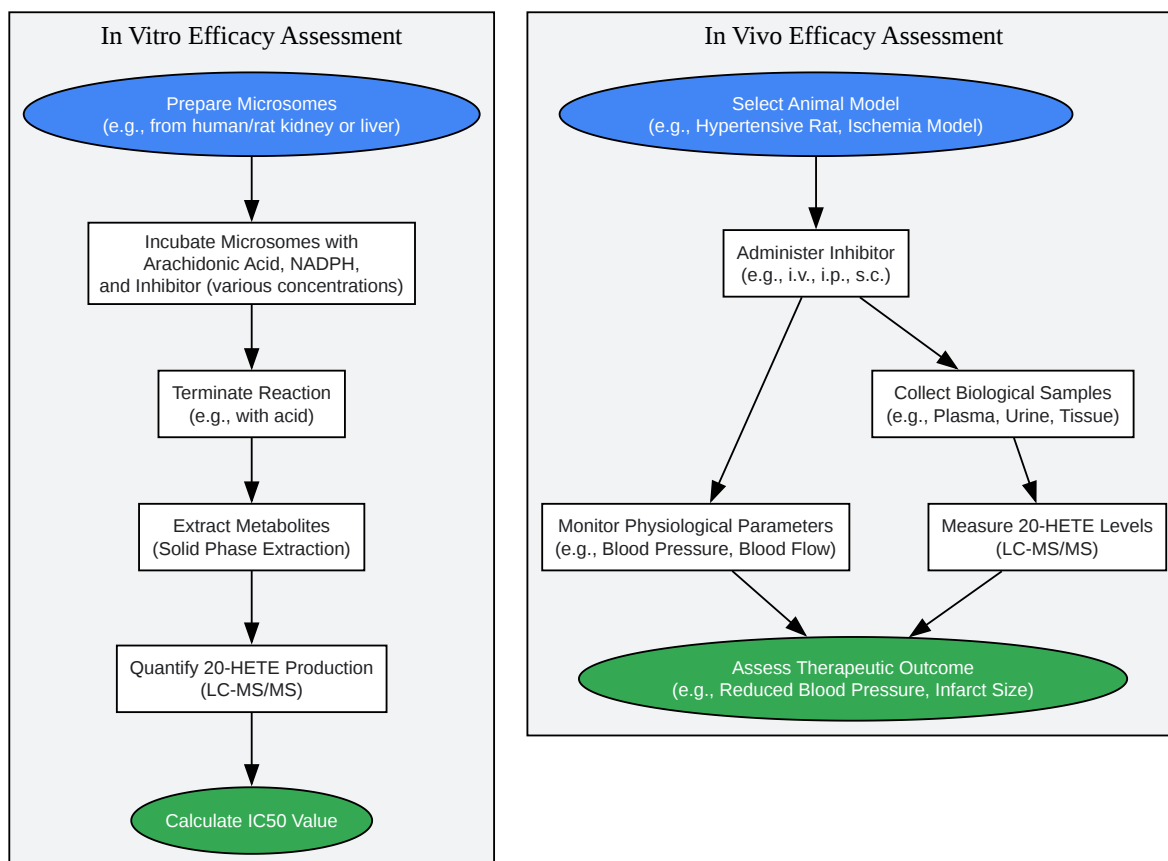 In Vitro Efficacy Assessment
Prepare Microsomes
(e.g., from human/rat kidney or liver)
Incubate Microsomes with
Arachidonic Acid, NADPH,
and Inhibitor (various concentrations)
Terminate Reaction
(e.g., with acid)
Extract Metabolites
(Solid Phase Extraction)
Quantify 20-HETE Production
(LC-MS/MS)
Calculate IC50 Value
In Vivo Efficacy Assessment
Select Animal Model
(e.g., Hypertensive Rat, Ischemia Model)
Administer Inhibitor
(e.g., i.v., i.p., s.c.)
Collect Biological Samples
(e.g., Plasma, Urine, Tissue)
Monitor Physiological Parameters
(e.g., Blood Pressure, Blood Flow)
Measure 20-HETE Levels
(LC-MS/MS)
Assess Therapeutic Outcome
(e.g., Reduced Blood Pressure, Infarct Size)